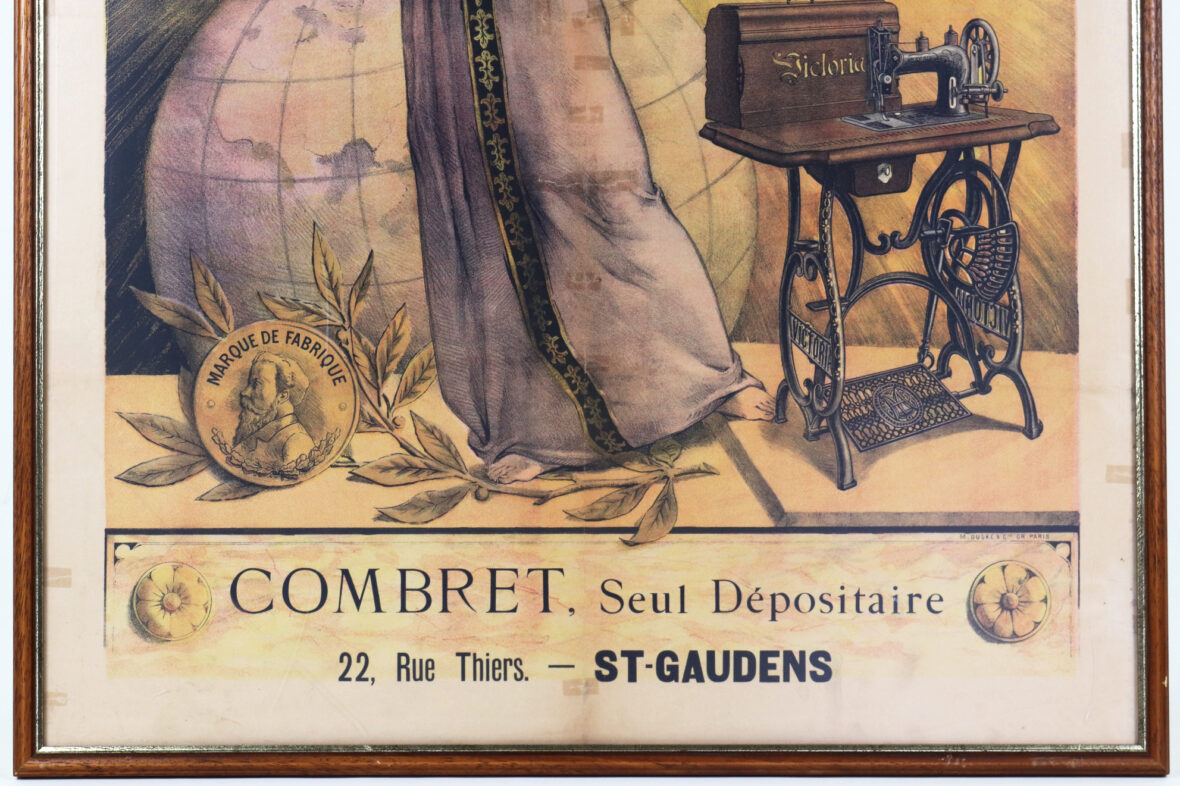 Victoria
VICTORIA
VICTORIA
MARQUE DE FABRIQUE
COMBRET, Seul Dépositaire
22, Rue Thiers. — ST-GAUDENS